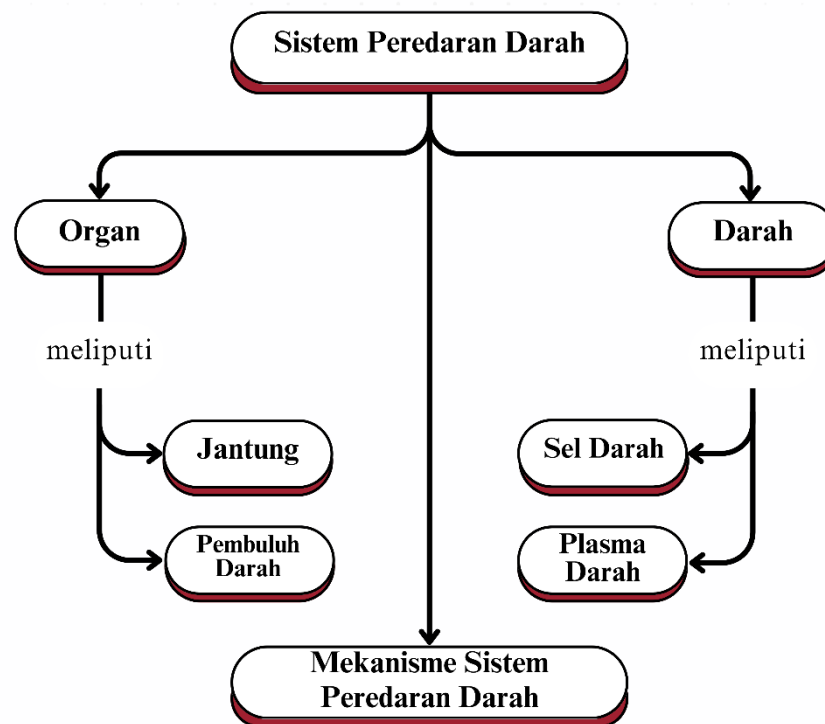 Sistem Peredaran Darah
Organ
Darah
meliputi
meliputi
Jantung
Sel Darah
Pembuluh
Darah
Plasma
Darah
Mekanisme Sistem
Peredaran Darah